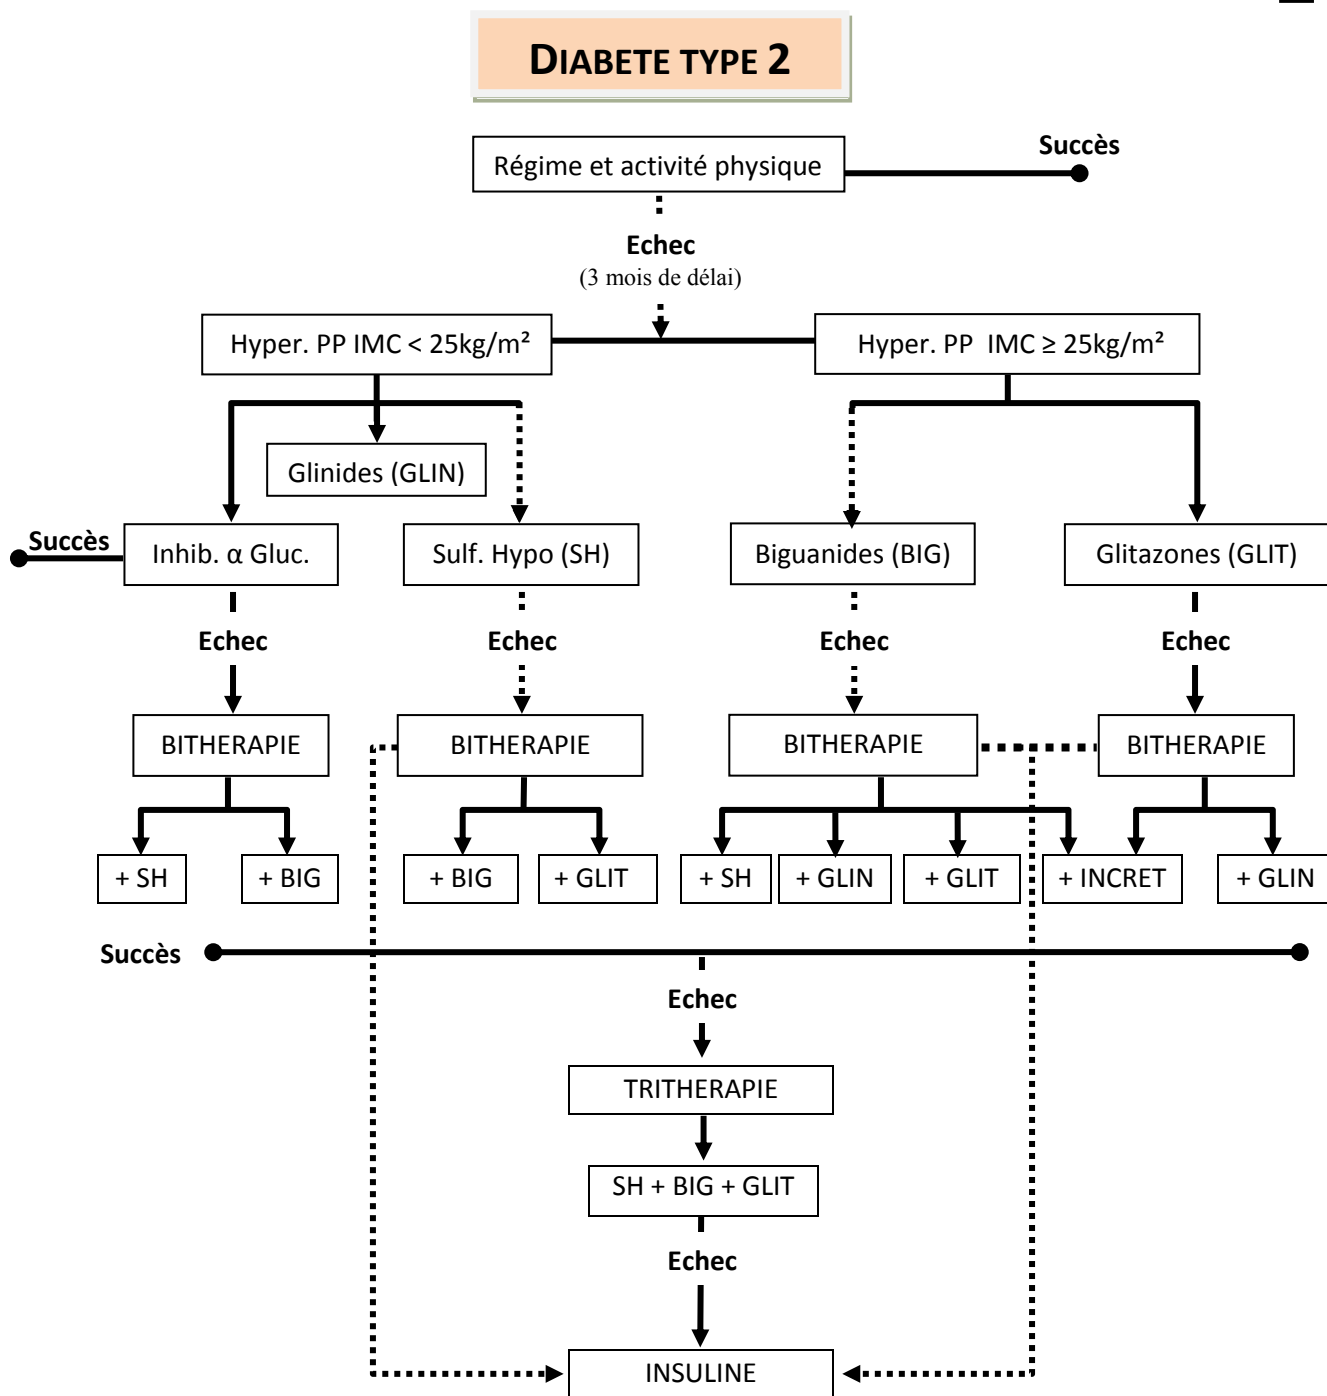 DIABETE TYPE 2
Succès
Régime et activité physique
Echec
(3 mois de délai)
Hyper. PP IMC < 25kg/m²
Hyper. PP IMC ≥ 25kg/m²
Glinides (GLIN)
Succès
Inhib. α Gluc.
Sulf. Hypo (SH)
Biguanides (BIG)
Glitazones (GLIT)
Echec
Echec
Echec
Echec
BITHERAPIE
BITHERAPIE
BITHERAPIE
BITHERAPIE
+ SH
+ BIG
+ BIG
+ GLIT
+ SH
+ GLIN
+ GLIT
+ INCRET
+ GLIN
Succès
Echec
TRITHERAPIE
SH + BIG + GLIT
Echec
INSULINE